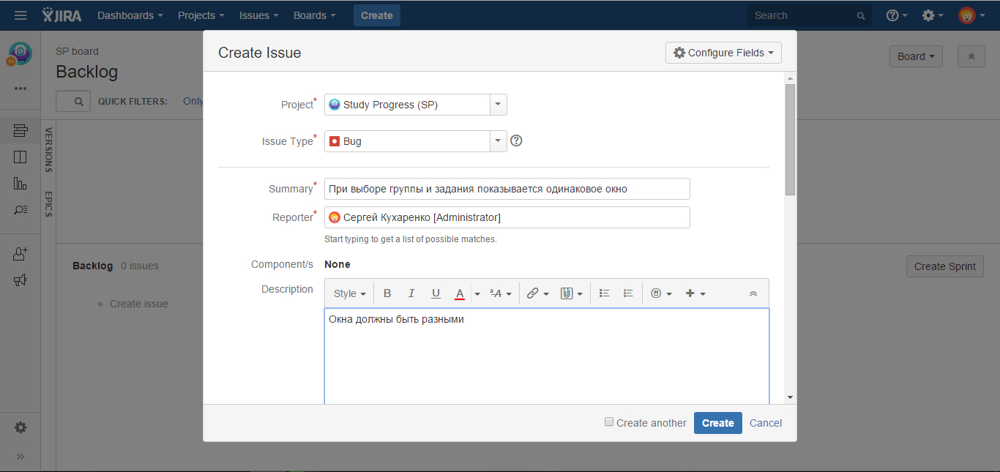 JIRA Dashboards Projects Issues Boards Create Search
SP board
Backlog
Board
QUICK FILTERS: Only
VERSIONS
EPICS
Backlog 0 issues
Create Sprint
+ Create issue
Create Issue
Configure Fields
Project* Study Progress (SP)
Issue Type* Bug
Summary* При выборе группы и задания показывается одинаковое окно
Reporter* Сергей Кухаренко [Administrator]
Start typing to get a list of possible matches.
Component/s None
Description
Style B I U A ªA
Окна должны быть разными
Create another Create Cancel